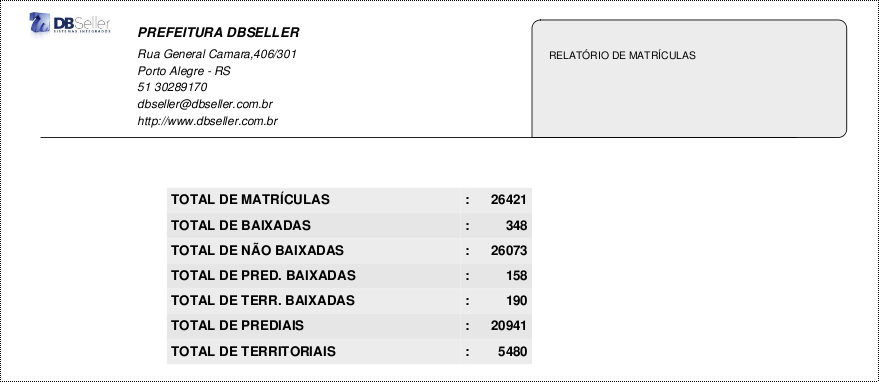 DBSeller
SISTEMAS INTEGRADOS
PREFEITURA DBSELLER
Rua General Camara,406/301
Porto Alegre - RS
51 30289170
dbseller@dbseller.com.br
http://www.dbseller.com.br
RELATÓRIO DE MATRÍCULAS
TOTAL DE MATRÍCULAS : 26421
TOTAL DE BAIXADAS : 348
TOTAL DE NÃO BAIXADAS : 26073
TOTAL DE PRED. BAIXADAS : 158
TOTAL DE TERR. BAIXADAS : 190
TOTAL DE PREDIAIS : 20941
TOTAL DE TERRITORIAIS : 5480